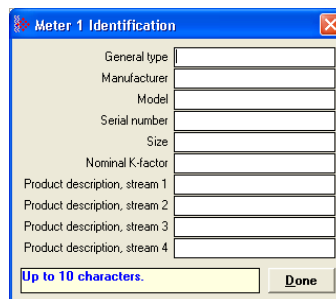 Meter 1 Identification
General type
Manufacturer
Model
Serial number
Size
Nominal K-factor
Product description, stream 1
Product description, stream 2
Product description, stream 3
Product description, stream 4
Up to 10 characters.
Done